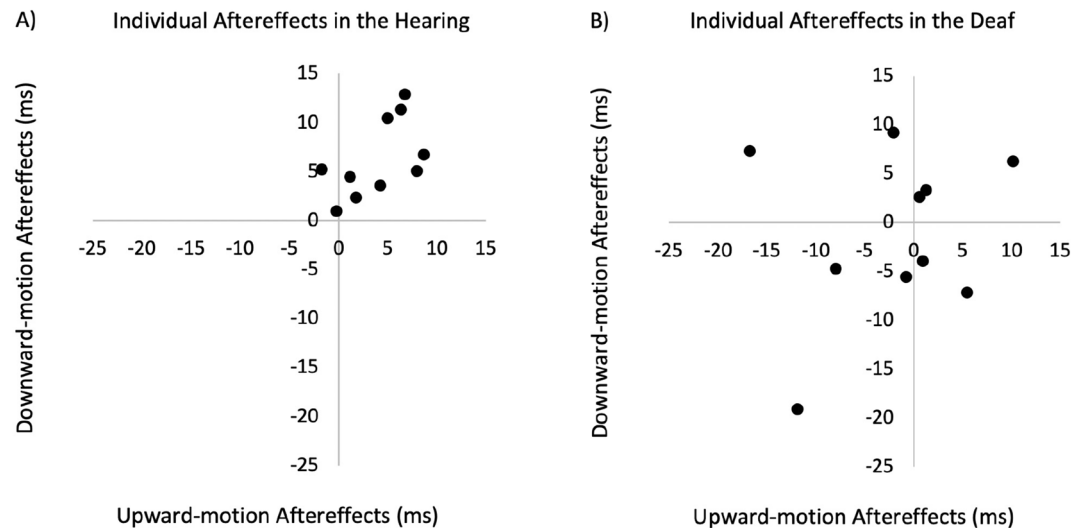 A) Individual Aftereffects in the Hearing
Downward-motion Aftereffects (ms)
15
10
5
0
-25 -20 -15 -10 -5 0 5 10 15
-5
-10
-15
-20
-25
Upward-motion Aftereffects (ms)
B) Individual Aftereffects in the Deaf
Downward-motion Aftereffects (ms)
15
10
5
0
-25 -20 -15 -10 -5 0 5 10 15
-5
-10
-15
-20
-25
Upward-motion Aftereffects (ms)